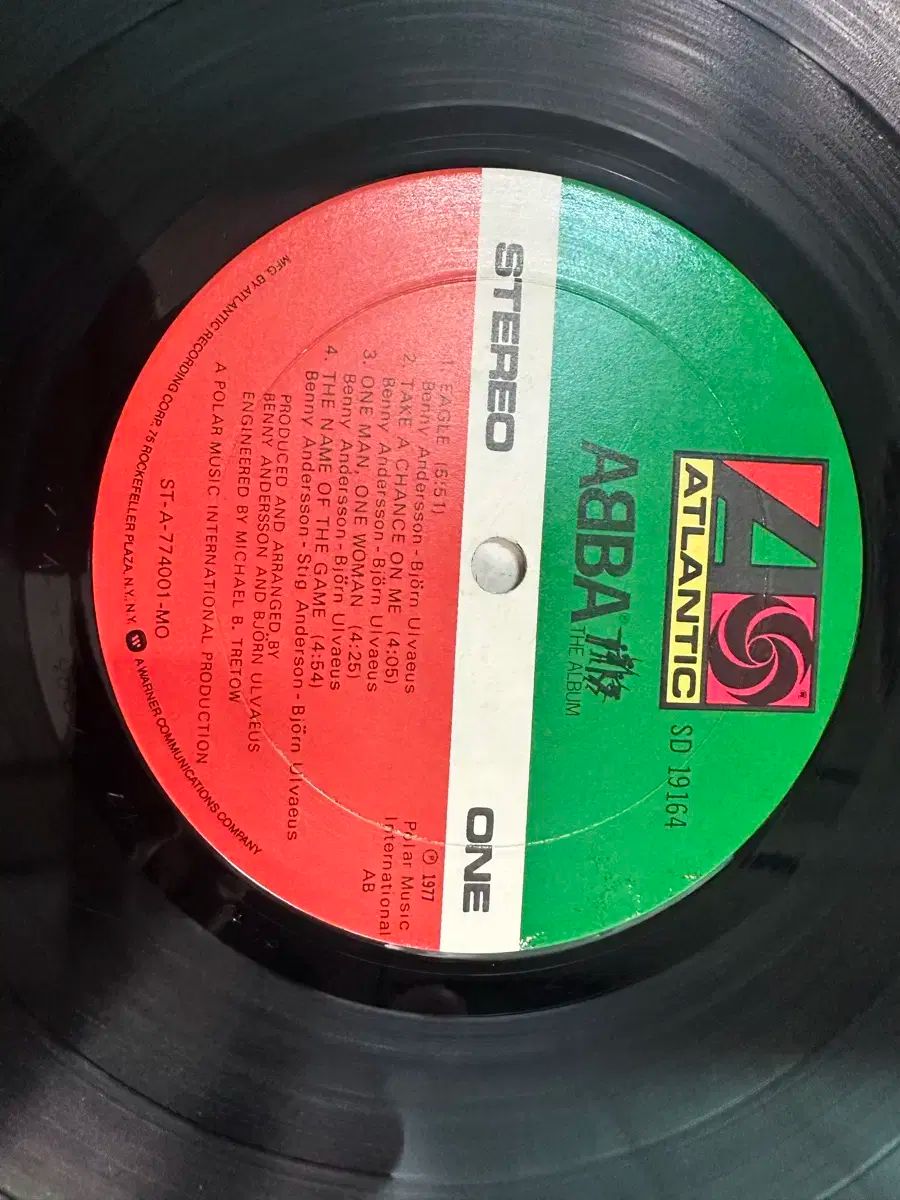 ATLANTIC
SD 19164
ABBA®
THE ALBUM
STEREO ONE
℗ 1977
Polar Music
International
AB
1. EAGLE (5:51)
Benny Andersson - Björn Ulvaeus
2. TAKE A CHANCE ON ME (4:05)
Benny Andersson - Björn Ulvaeus
3. ONE MAN, ONE WOMAN (4:25)
Benny Andersson - Björn Ulvaeus
4. THE NAME OF THE GAME (4:54)
Benny Andersson - Stig Anderson - Björn Ulvaeus
PRODUCED AND ARRANGED BY
BENNY ANDERSSON AND BJÖRN ULVAEUS
ENGINEERED BY MICHAEL B. TRETOW
A POLAR MUSIC INTERNATIONAL PRODUCTION
ST-A-774001-MO
MFG. BY ATLANTIC RECORDING CORP., 75 ROCKEFELLER PLAZA, N.Y., N.Y. A WARNER COMMUNICATIONS COMPANY